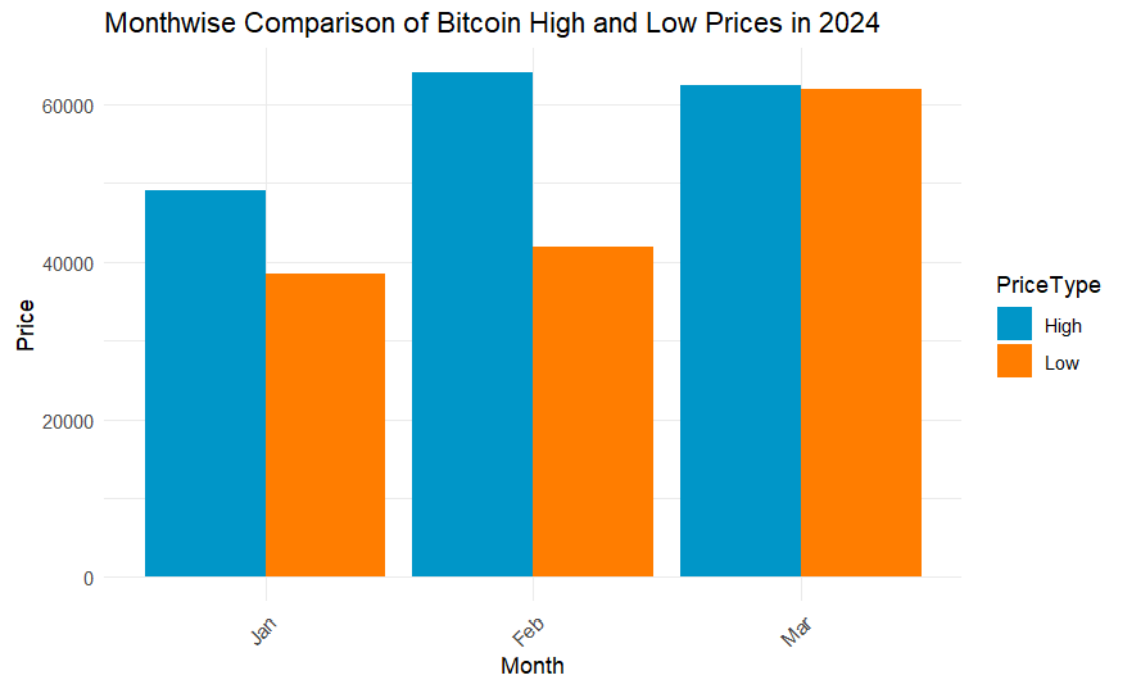 Monthwise Comparison of Bitcoin High and Low Prices in 2024
60000
40000
20000
0
Price
Jan
Feb
Mar
Month
PriceType
High
Low